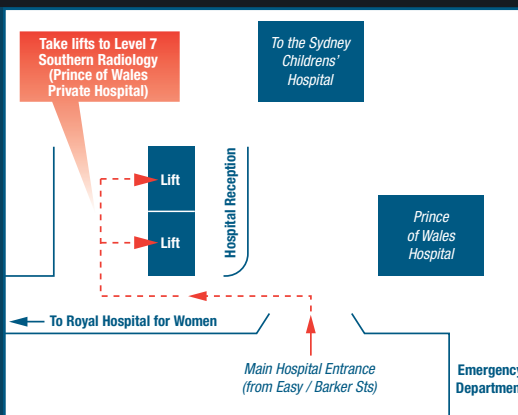 Take lifts to Level 7
Southern Radiology
(Prince of Wales
Private Hospital)
To the Sydney
Childrens'
Hospital
Lift
Lift
Hospital Reception
Prince
of Wales
Hospital
To Royal Hospital for Women
Main Hospital Entrance
(from Easy / Barker Sts)
Emergency
Department